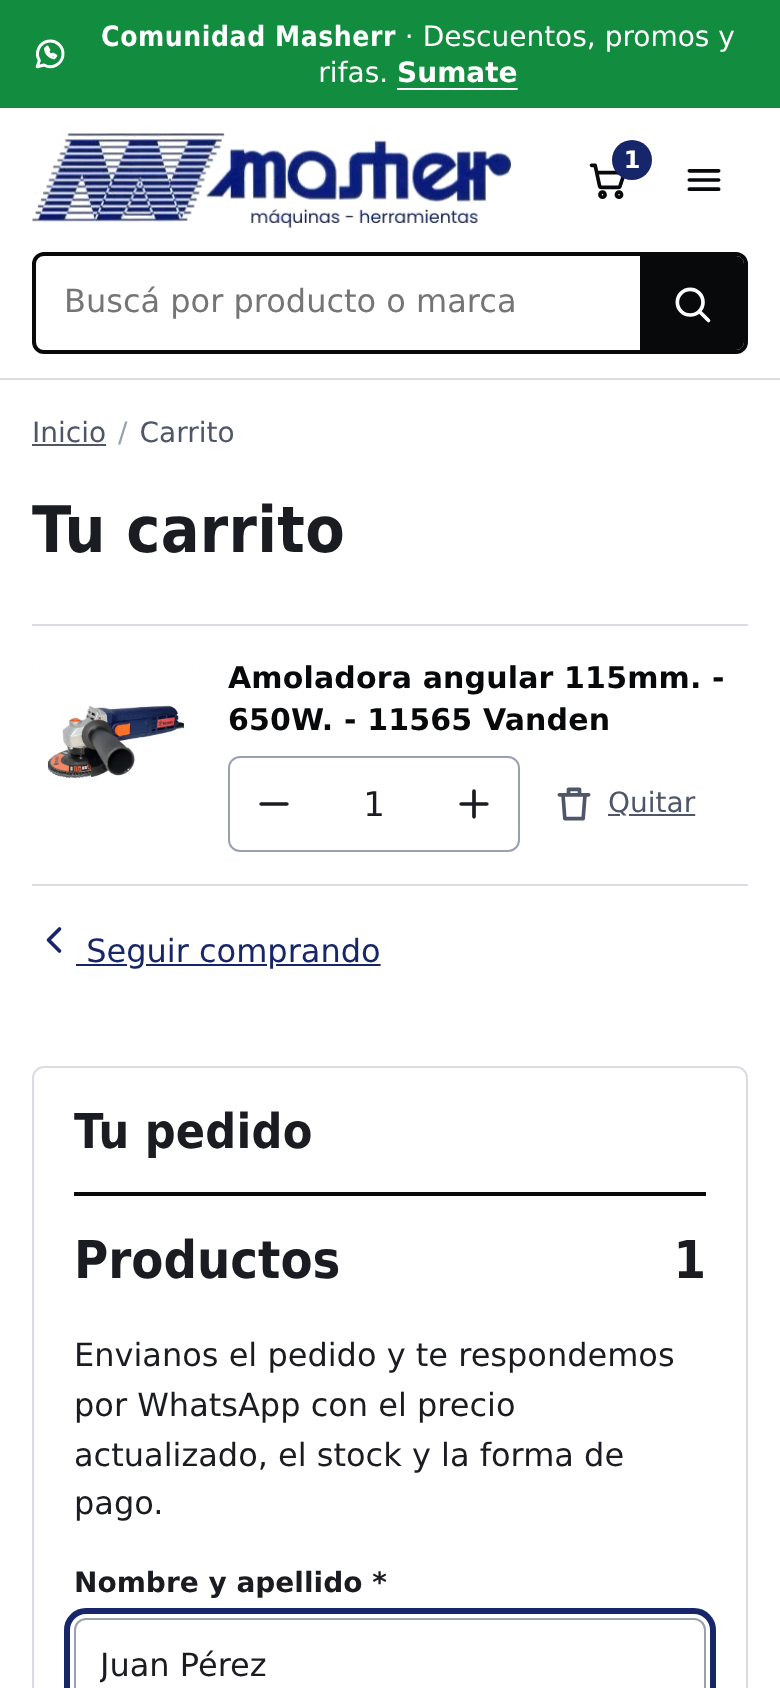 Comunidad Masherr · Descuentos, promos y
rifas. Sumate
masherr
máquinas - herramientas
1
Buscá por producto o marca
Inicio / Carrito
Tu carrito
Amoladora angular 115mm. -
650W. - 11565 Vanden
1
Quitar
Seguir comprando
Tu pedido
Productos 1
Envianos el pedido y te respondemos
por WhatsApp con el precio
actualizado, el stock y la forma de
pago.
Nombre y apellido *
Juan Pérez